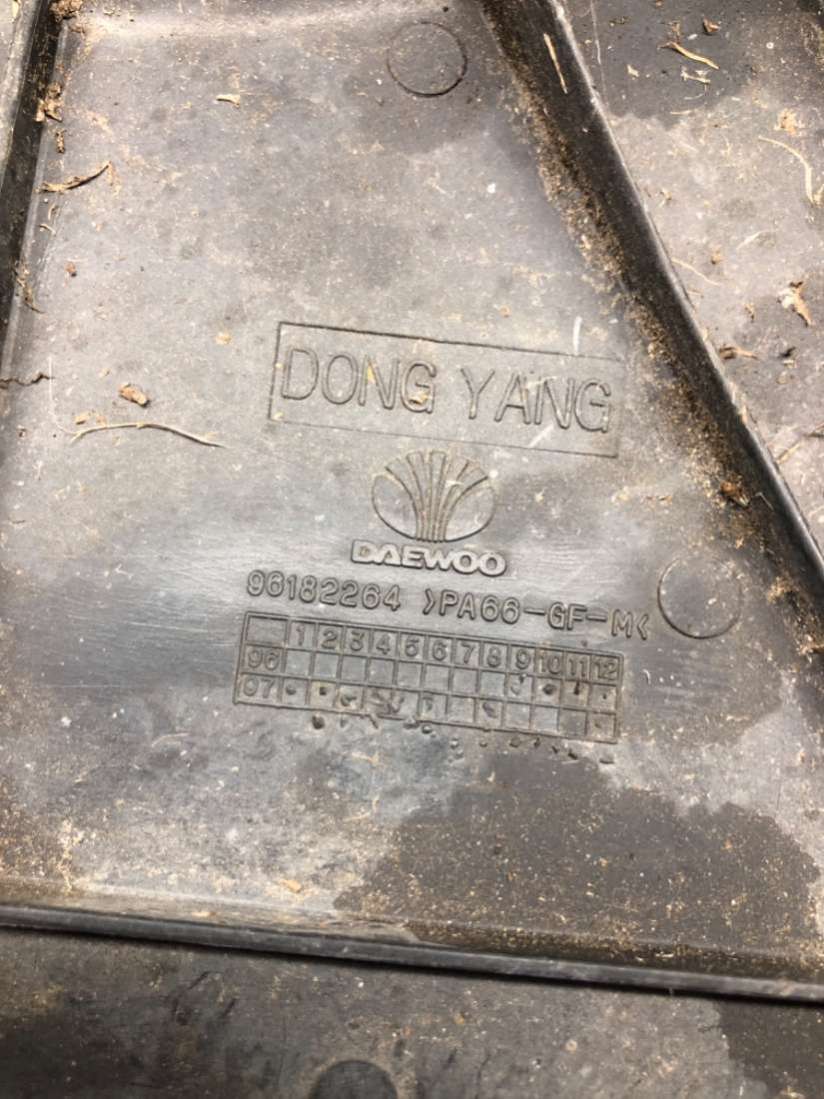 DONG YANG
DAEWOO
96182264 >PA66-GF-M<
1 2 3 4 5 6 7 8 9 10 11 12
96
97